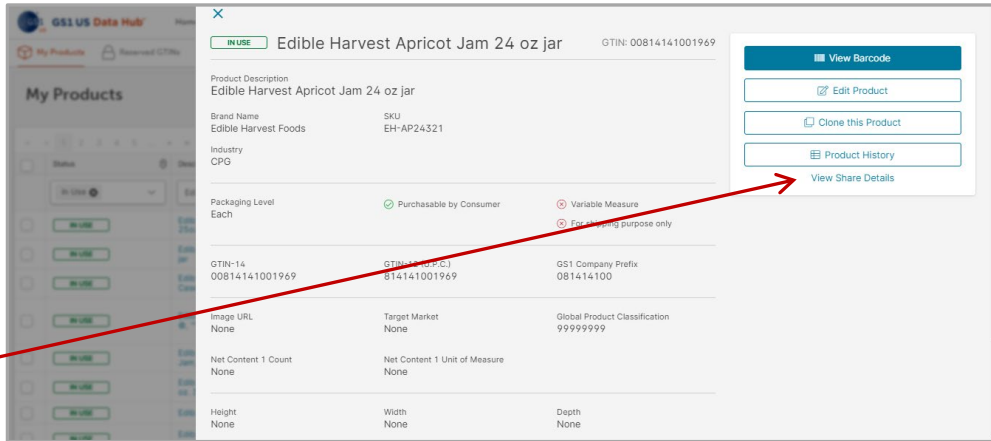 GS1 US Data Hub
My Products
Reserved GTINs
My Products
Status
In Use
IN USE
IN USE
IN USE
IN USE
IN USE
IN USE
IN USE
IN USE
×
IN USE Edible Harvest Apricot Jam 24 oz jar GTIN: 00814141001969
Product Description
Edible Harvest Apricot Jam 24 oz jar
Brand Name SKU
Edible Harvest Foods EH-AP24321
Industry
CPG
Packaging Level
Each
Purchasable by Consumer Variable Measure
For shipping purpose only
GTIN-14 GTIN-12 (U.P.C.) GS1 Company Prefix
00814141001969 814141001969 081414100
Image URL Target Market Global Product Classification
None None 99999999
Net Content 1 Count Net Content 1 Unit of Measure
None None
Height Width Depth
None None None
View Barcode
Edit Product
Clone this Product
Product History
View Share Details